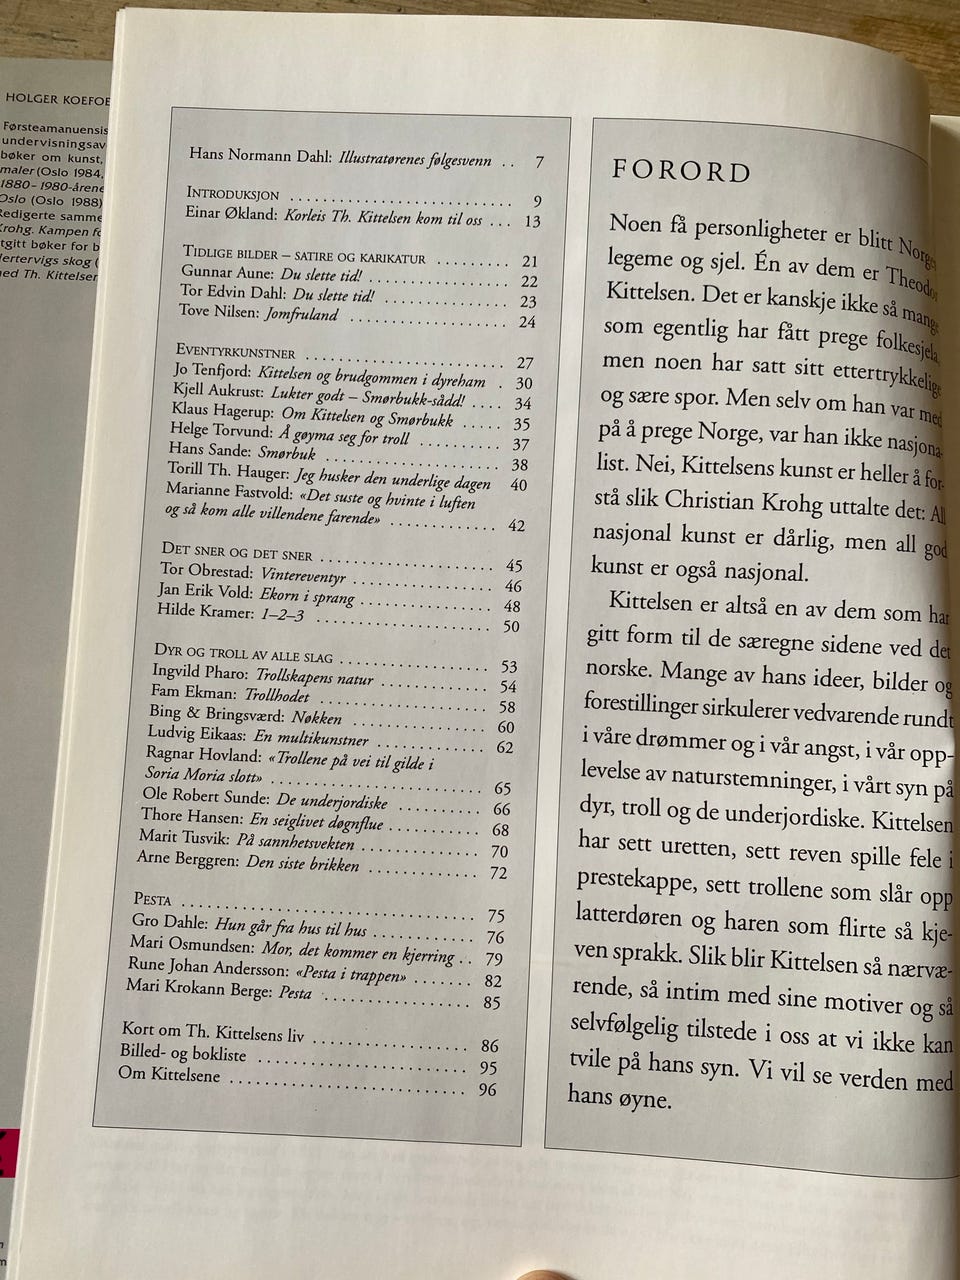 HOLGER KOEFOE
Førsteamanuensis
undervisningsav
bøker om kunst,
maler (Oslo 1984,
1880–1980-årene
Oslo (Oslo 1988)
Redigerte samme
Krohg. Kampen fo
tgitt bøker for b
Hertervigs skog (
ned Th. Kittelsen
Hans Normann Dahl: Illustratørenes følgesvenn .. 7
INTRODUKSJON 9
Einar Økland: Korleis Th. Kittelsen kom til oss ... 13
TIDLIGE BILDER – SATIRE OG KARIKATUR 21
Gunnar Aune: Du slette tid! 22
Tor Edvin Dahl: Du slette tid! 23
Tove Nilsen: Jomfruland 24
EVENTYRKUNSTNER 27
Jo Tenfjord: Kittelsen og brudgommen i dyreham . 30
Kjell Aukrust: Lukter godt – Smørbukk-sådd! .... 34
Klaus Hagerup: Om Kittelsen og Smørbukk ..... 35
Helge Torvund: Å gøyma seg for troll 37
Hans Sande: Smørbuk 38
Torill Th. Hauger: Jeg husker den underlige dagen 40
Marianne Fastvold: «Det suste og hvinte i luften
og så kom alle villendene farende» 42
DET SNER OG DET SNER 45
Tor Obrestad: Vintereventyr 46
Jan Erik Vold: Ekorn i sprang 48
Hilde Kramer: 1–2–3 50
DYR OG TROLL AV ALLE SLAG 53
Ingvild Pharo: Trollskapens natur 54
Fam Ekman: Trollhodet 58
Bing & Bringsværd: Nøkken 60
Ludvig Eikaas: En multikunstner 62
Ragnar Hovland: «Trollene på vei til gilde i
Soria Moria slott» 65
Ole Robert Sunde: De underjordiske 66
Thore Hansen: En seiglivet døgnflue 68
Marit Tusvik: På sannhetsvekten 70
Arne Berggren: Den siste brikken 72
PESTA 75
Gro Dahle: Hun går fra hus til hus 76
Mari Osmundsen: Mor, det kommer en kjerring .. 79
Rune Johan Andersson: «Pesta i trappen» 82
Mari Krokann Berge: Pesta 85
Kort om Th. Kittelsens liv 86
Billed- og bokliste 95
Om Kittelsene 96
FORORD
Noen få personligheter er blitt Norges
legeme og sjel. Én av dem er Theodor
Kittelsen. Det er kanskje ikke så mange
som egentlig har fått prege folkesjela,
men noen har satt sitt ettertrykkelige
og sære spor. Men selv om han var med
på å prege Norge, var han ikke nasjona-
list. Nei, Kittelsens kunst er heller å for-
stå slik Christian Krohg uttalte det: All
nasjonal kunst er dårlig, men all god
kunst er også nasjonal.
Kittelsen er altså en av dem som har
gitt form til de særegne sidene ved det
norske. Mange av hans ideer, bilder og
forestillinger sirkulerer vedvarende rundt
i våre drømmer og i vår angst, i vår opp-
levelse av naturstemninger, i vårt syn på
dyr, troll og de underjordiske. Kittelsen
har sett uretten, sett reven spille fele i
prestekappe, sett trollene som slår opp
latterdøren og haren som flirte så kje-
ven sprakk. Slik blir Kittelsen så nærvæ-
rende, så intim med sine motiver og så
selvfølgelig tilstede i oss at vi ikke kan
tvile på hans syn. Vi vil se verden med
hans øyne.